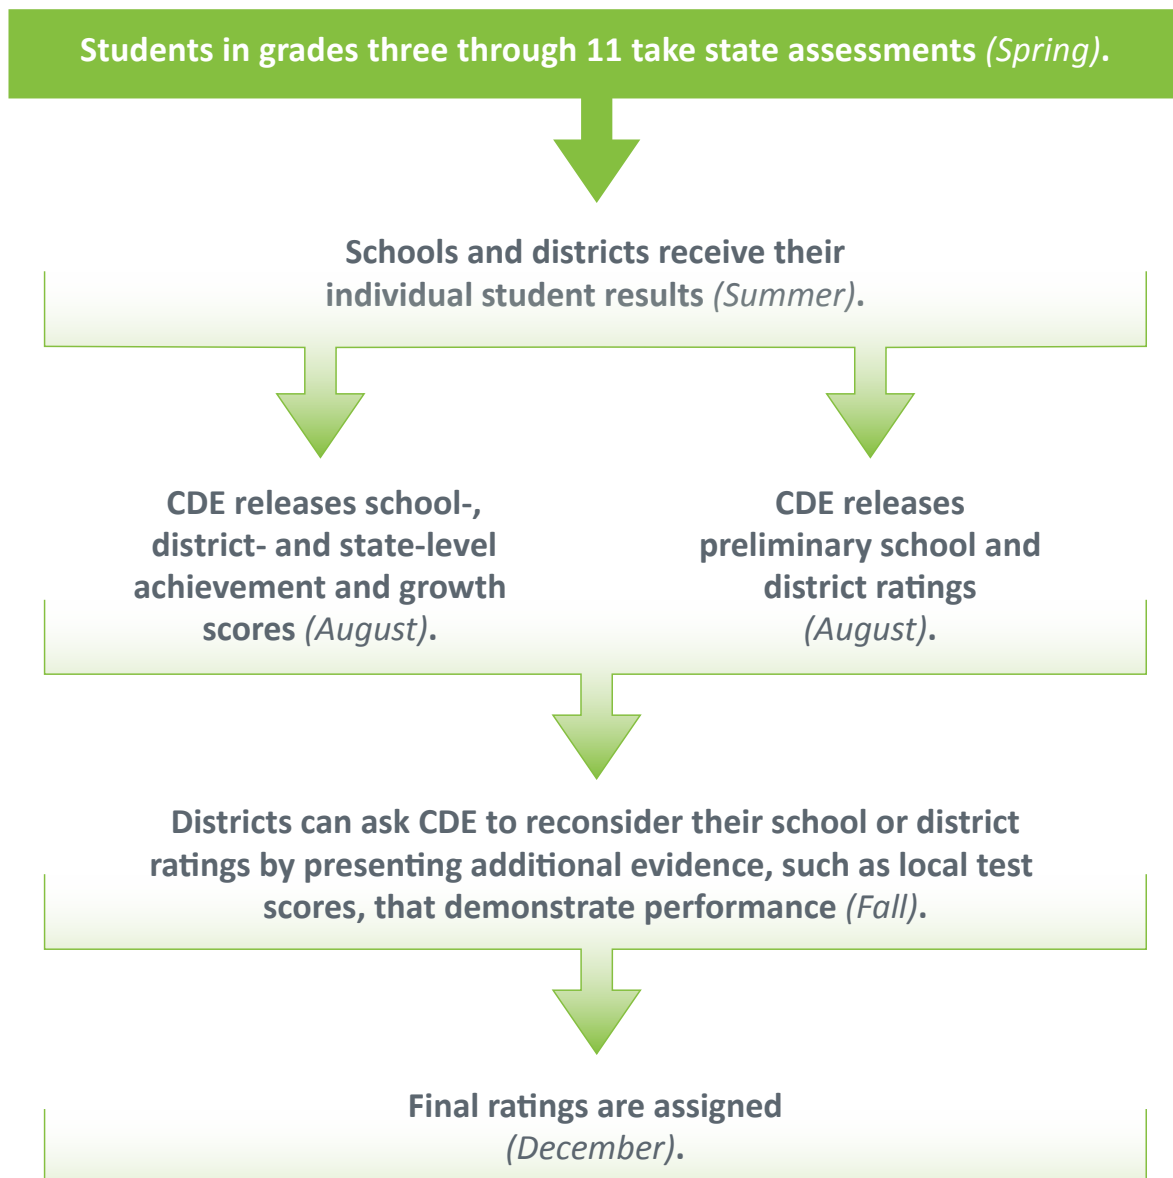 Students in grades three through 11 take state assessments (Spring).
Schools and districts receive their
individual student results (Summer).
CDE releases school-,
district- and state-level
achievement and growth
scores (August).
CDE releases
preliminary school and
district ratings
(August).
Districts can ask CDE to reconsider their school or district
ratings by presenting additional evidence, such as local test
scores, that demonstrate performance (Fall).
Final ratings are assigned
(December).